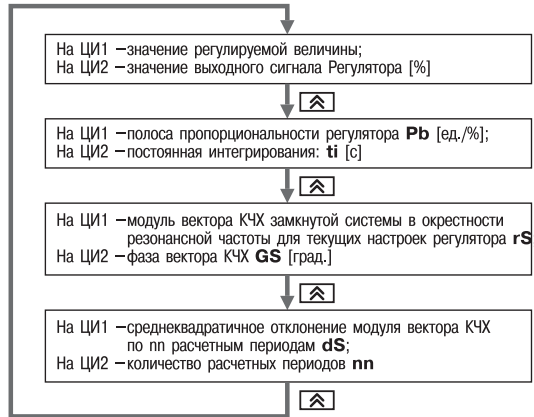 На ЦИ1 –значение регулируемой величины;
На ЦИ2 –значение выходного сигнала Регулятора [%]
На ЦИ1 –полоса пропорциональности регулятора Pb [ед./%];
На ЦИ2 –постоянная интегрирования: ti [с]
На ЦИ1 –модуль вектора КЧХ замкнутой системы в окрестности
резонансной частоты для текущих настроек регулятора rS
На ЦИ2 –фаза вектора КЧХ GS [град.]
На ЦИ1 –среднеквадратичное отклонение модуля вектора КЧХ
по nn расчетным периодам dS;
На ЦИ2 –количество расчетных периодов nn